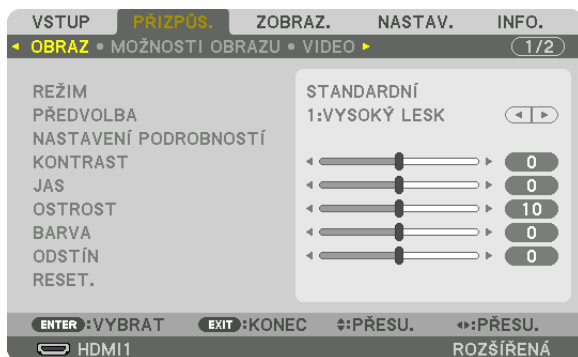 VSTUP PŘIZPŮS. ZOBRAZ. NASTAV. INFO.
OBRAZ • MOŽNOSTI OBRAZU • VIDEO 1/2
REŽIM STANDARDNÍ
PŘEDVOLBA 1:VYSOKÝ LESK
NASTAVENÍ PODROBNOSTÍ
KONTRAST 0
JAS 0
OSTROST 10
BARVA 0
ODSTÍN 0
RESET.
ENTER:VYBRAT EXIT:KONEC :PŘESU. :PŘESU.
HDMI1 ROZŠÍŘENÁ